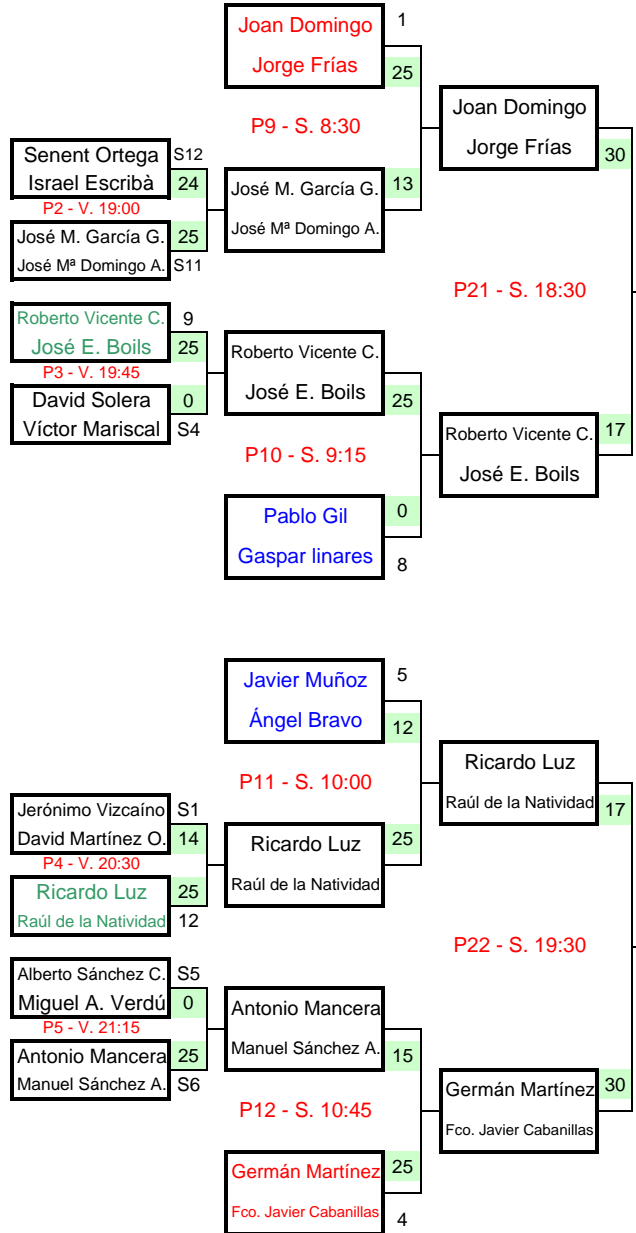 Joan Domingo
1
Jorge Frías
25
P9 - S. 8:30
Joan Domingo
Jorge Frías
30
Senent Ortega
S12
Israel Escribà
24
P2 - V. 19:00
José M. García G.
25
José Mª Domingo A.
S11
José M. García G.
13
José Mª Domingo A.
P21 - S. 18:30
Roberto Vicente C.
9
José E. Boils
25
P3 - V. 19:45
David Solera
0
Víctor Mariscal
S4
Roberto Vicente C.
José E. Boils
25
P10 - S. 9:15
Roberto Vicente C.
17
José E. Boils
Pablo Gil
0
Gaspar linares
8
Javier Muñoz
5
Ángel Bravo
12
P11 - S. 10:00
Ricardo Luz
Raúl de la Natividad
17
Jerónimo Vizcaíno
S1
David Martínez O.
14
P4 - V. 20:30
Ricardo Luz
25
Raúl de la Natividad
12
Ricardo Luz
25
Raúl de la Natividad
P22 - S. 19:30
Alberto Sánchez C.
S5
Miguel A. Verdú
0
P5 - V. 21:15
Antonio Mancera
25
Manuel Sánchez A.
S6
Antonio Mancera
Manuel Sánchez A.
15
P12 - S. 10:45
Germán Martínez
30
Fco. Javier Cabanillas
Germán Martínez
25
Fco. Javier Cabanillas
4